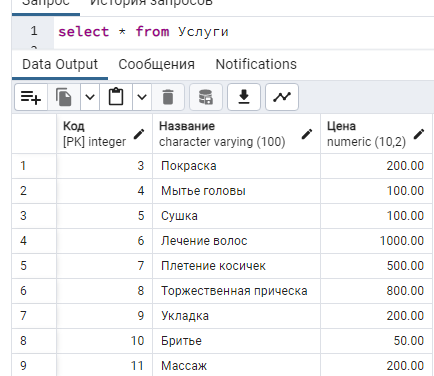 Запрос История запросов
1 select * from Услуги
Data Output Сообщения Notifications
Код Название Цена
[PK] integer character varying (100) numeric (10,2)
1 3 Покраска 200.00
2 4 Мытье головы 100.00
3 5 Сушка 100.00
4 6 Лечение волос 1000.00
5 7 Плетение косичек 500.00
6 8 Торжественная прическа 800.00
7 9 Укладка 200.00
8 10 Бритье 50.00
9 11 Массаж 200.00